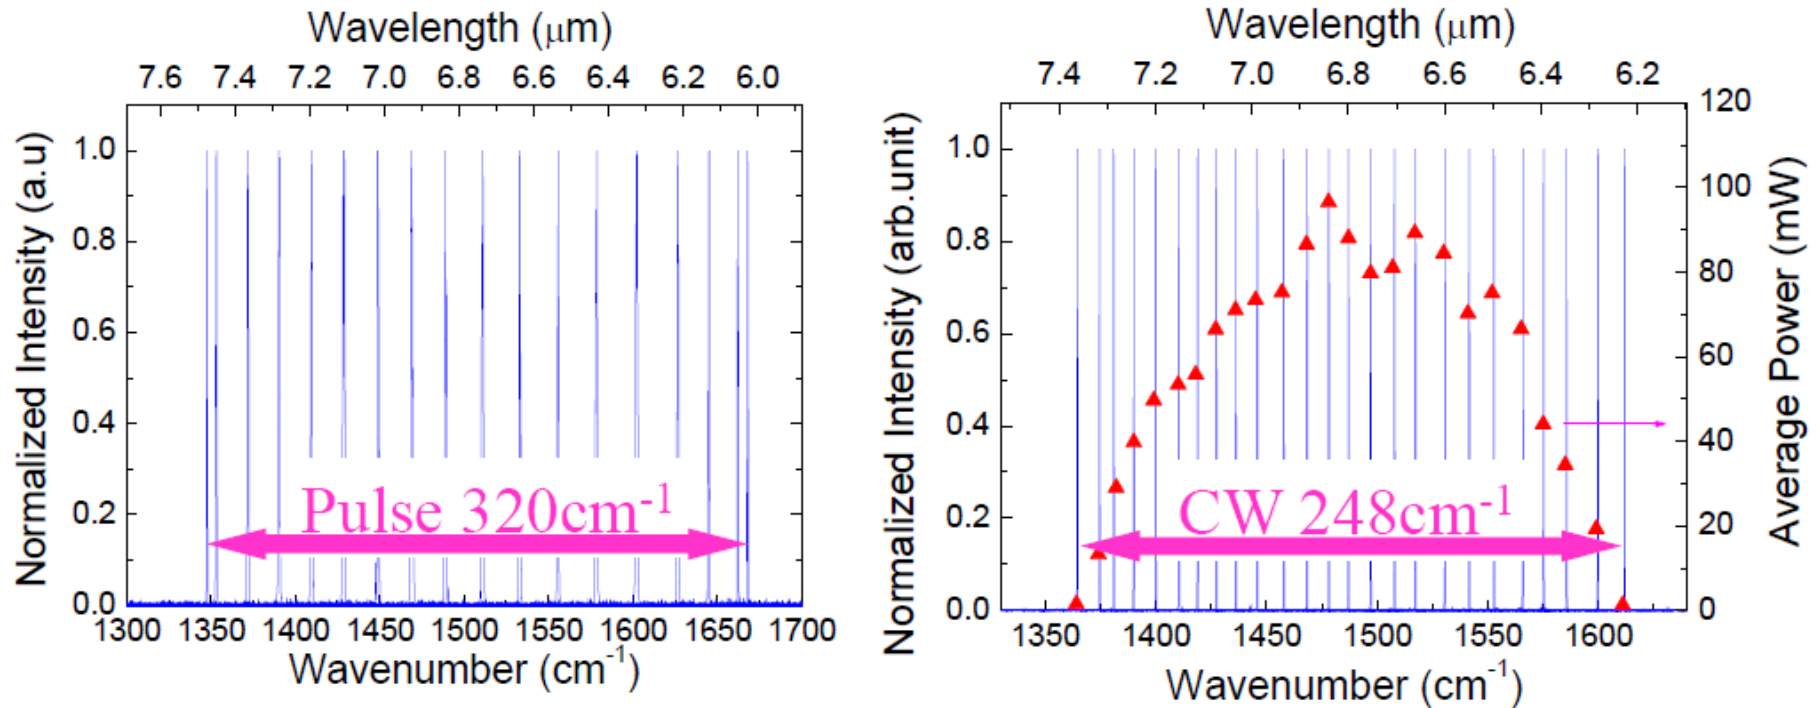 Wavelength (μm)
7.6 7.4 7.2 7.0 6.8 6.6 6.4 6.2 6.0
Normalized Intensity (a.u)
1.0
0.8
0.6
0.4
0.2
0.0
Pulse 320cm⁻¹
1300 1350 1400 1450 1500 1550 1600 1650 1700
Wavenumber (cm⁻¹)
Wavelength (μm)
7.4 7.2 7.0 6.8 6.6 6.4 6.2
Normalized Intensity (arb.unit)
1.0
0.8
0.6
0.4
0.2
0.0
CW 248cm⁻¹
120
100
80
60
40
20
0
Average Power (mW)
1350 1400 1450 1500 1550 1600
Wavenumber (cm⁻¹)